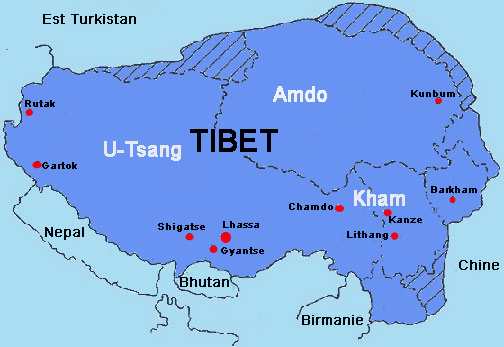 Est Turkistan
Amdo
Kunbum
Rutak
U-Tsang
TIBET
Gartok
Barkham
Kham
Chamdo
Kanze
Shigatse
Lhassa
Lithang
Nepal
Gyantse
Chine
Bhutan
Birmanie